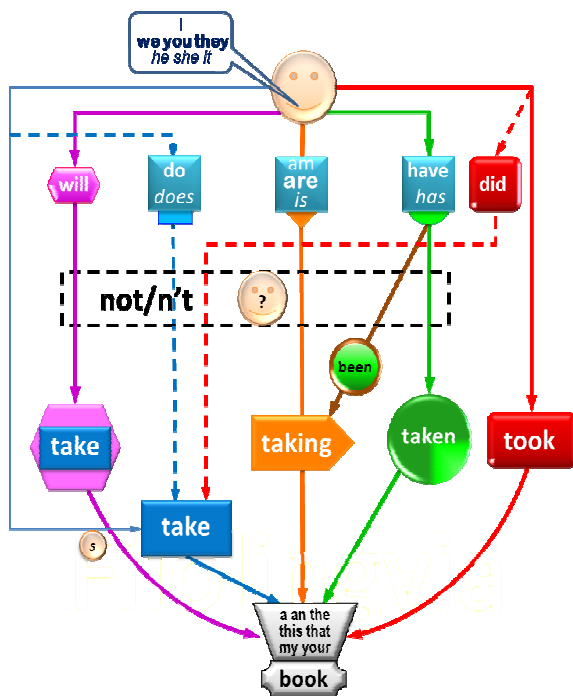 I
we you they
he she it
will
do
does
am
are
is
have
has
did
not/n't
?
been
take
taking
taken
took
take
s
a an the
this that
my your
book